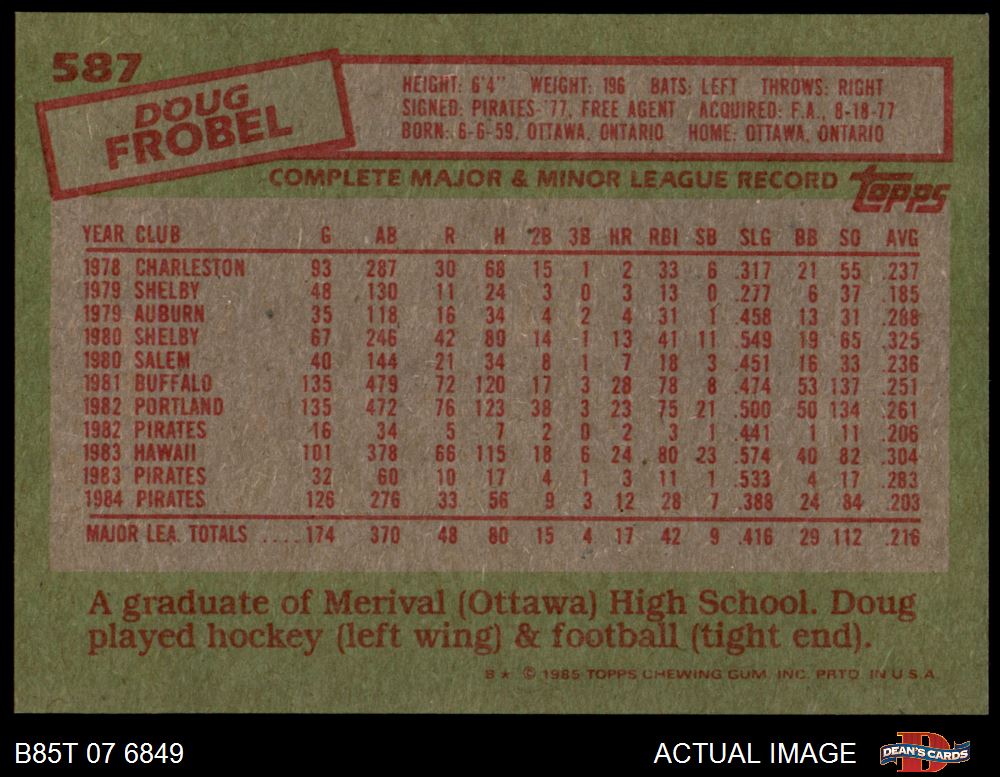 587
DOUG
FROBEL
HEIGHT: 6'4" WEIGHT: 196 BATS: LEFT THROWS: RIGHT
SIGNED: PIRATES-'77, FREE AGENT ACQUIRED: F.A., 8-18-77
BORN: 6-6-59, OTTAWA, ONTARIO HOME: OTTAWA, ONTARIO
COMPLETE MAJOR & MINOR LEAGUE RECORD topps
YEAR CLUB G AB R H 2B 3B HR RBI SB SLG BB SO AVG
1978 CHARLESTON 93 287 30 68 15 1 2 33 6 .317 21 55 .237
1979 SHELBY 48 130 11 24 3 0 3 13 0 .277 6 37 .185
1979 AUBURN 35 118 16 34 4 2 4 31 1 .458 13 31 .288
1980 SHELBY 67 246 42 80 14 1 13 41 11 .549 19 65 .325
1980 SALEM 40 144 21 34 8 1 7 18 3 .451 16 33 .236
1981 BUFFALO 135 479 72 120 17 3 28 78 8 .474 53 137 .251
1982 PORTLAND 135 472 76 123 38 3 23 75 21 .500 50 134 .261
1982 PIRATES 16 34 5 7 2 0 2 3 1 .441 1 11 .206
1983 HAWAII 101 378 66 115 18 6 24 80 23 .574 40 82 .304
1983 PIRATES 32 60 10 17 4 1 3 11 1 .533 4 17 .283
1984 PIRATES 126 276 33 56 9 3 12 28 7 .388 24 84 .203
MAJOR LEA. TOTALS ....174 370 48 80 15 4 17 42 9 .416 29 112 .216
A graduate of Merival (Ottawa) High School. Doug
played hockey (left wing) & football (tight end).
B★ © 1985 TOPPS CHEWING GUM, INC. PRTD. IN U.S.A.
B85T 07 6849
ACTUAL IMAGE
D
DEAN'S CARDS